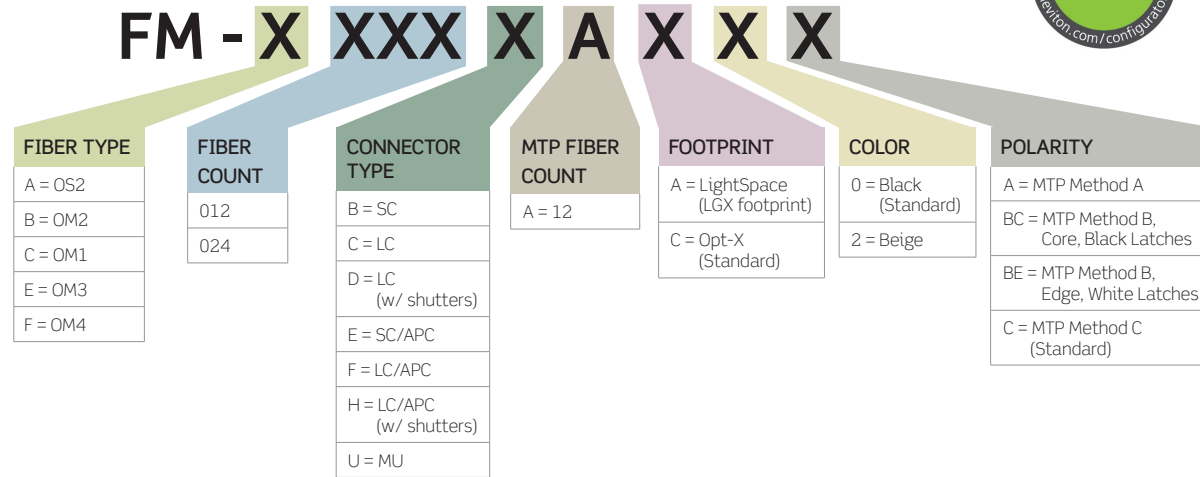 FM - X XXX X A X X X
leviton.com/configurator
FIBER TYPE
A = OS2
B = OM2
C = OM1
E = OM3
F = OM4
FIBER
COUNT
012
024
CONNECTOR
TYPE
B = SC
C = LC
D = LC
(w/ shutters)
E = SC/APC
F = LC/APC
H = LC/APC
(w/ shutters)
U = MU
MTP FIBER
COUNT
A = 12
FOOTPRINT
A = LightSpace
(LGX footprint)
C = Opt-X
(Standard)
COLOR
0 = Black
(Standard)
2 = Beige
POLARITY
A = MTP Method A
BC = MTP Method B,
Core, Black Latches
BE = MTP Method B,
Edge, White Latches
C = MTP Method C
(Standard)